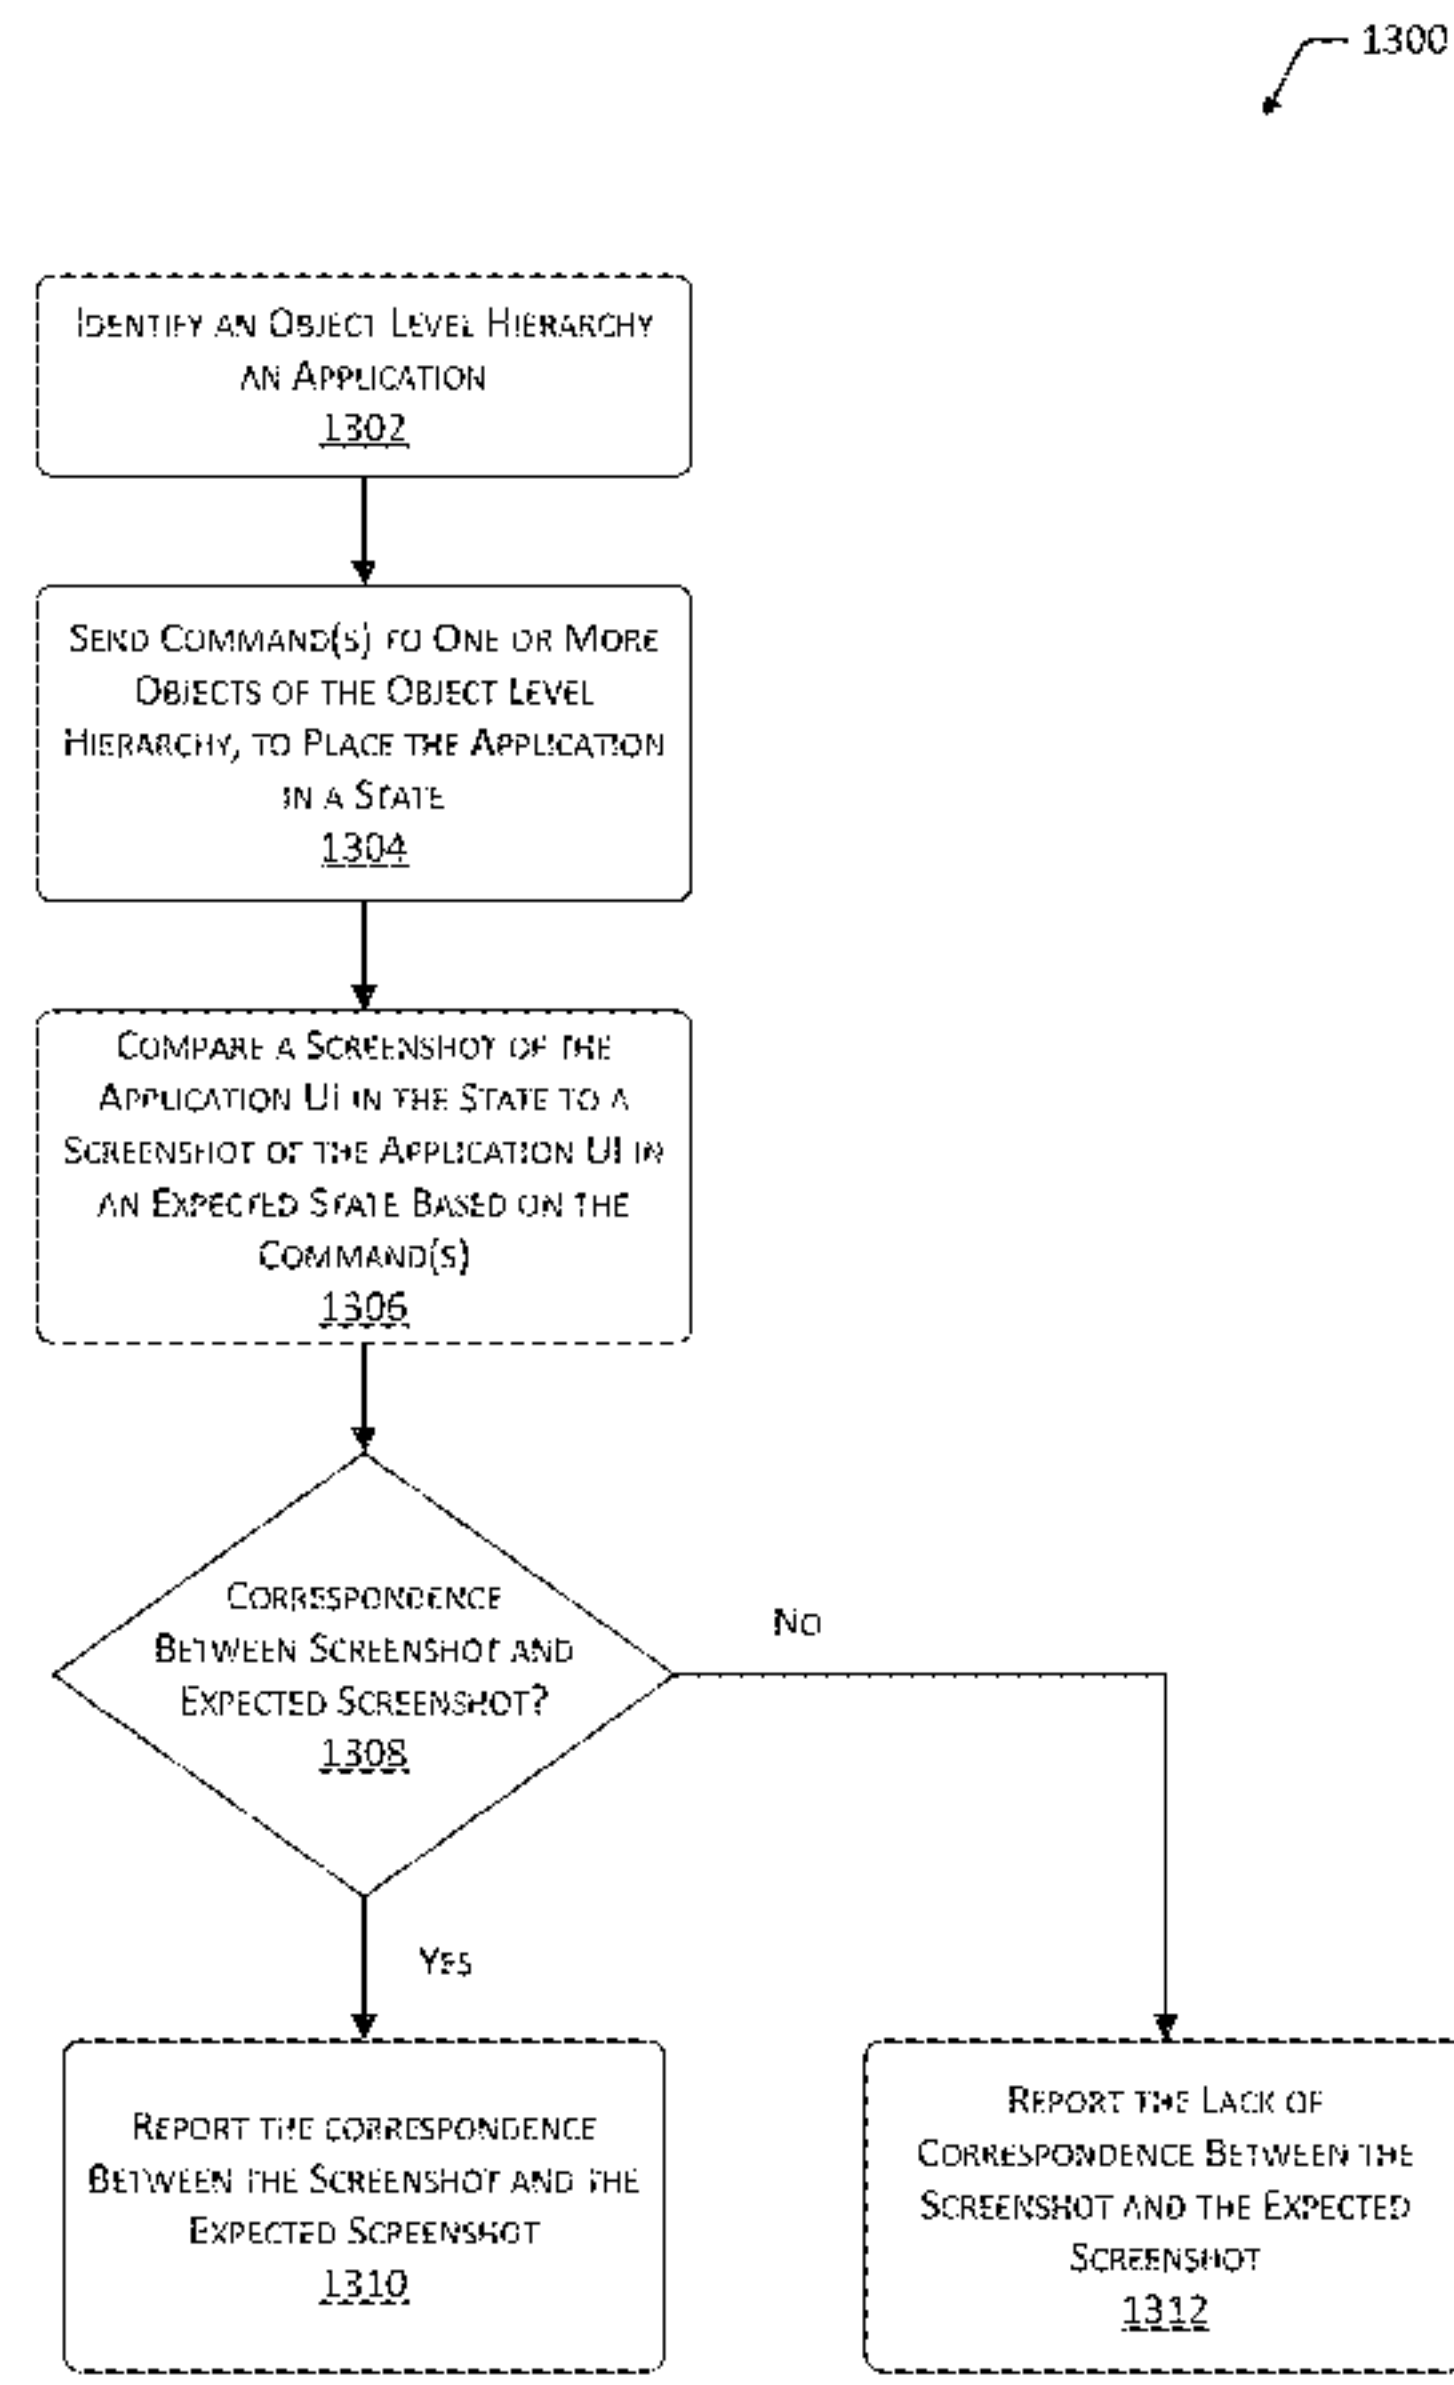 1300
IDENTIFY AN OBJECT LEVEL HIERARCHY
AN APPLICATION
1302
SEND COMMAND(S) TO ONE OR MORE
OBJECTS OF THE OBJECT LEVEL
HIERARCHY, TO PLACE THE APPLICATION
IN A STATE
1304
COMPARE A SCREENSHOT OF THE
APPLICATION UI IN THE STATE TO A
SCREENSHOT OF THE APPLICATION UI IN
AN EXPECTED STATE BASED ON THE
COMMAND(S)
1306
CORRESPONDENCE
BETWEEN SCREENSHOT AND
EXPECTED SCREENSHOT?
1308
NO
YES
REPORT THE CORRESPONDENCE
BETWEEN THE SCREENSHOT AND THE
EXPECTED SCREENSHOT
1310
REPORT THE LACK OF
CORRESPONDENCE BETWEEN THE
SCREENSHOT AND THE EXPECTED
SCREENSHOT
1312